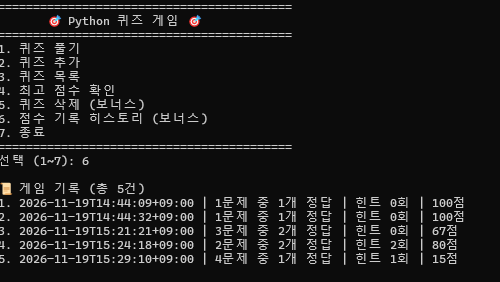 ==========================================
🎯 Python 퀴즈 게임 🎯
==========================================
1. 퀴즈 풀기
2. 퀴즈 추가
3. 퀴즈 목록
4. 최고 점수 확인
5. 퀴즈 삭제 (보너스)
6. 점수 기록 히스토리 (보너스)
7. 종료
==========================================
선택 (1~7): 6
📜 게임 기록 (총 5건)
1. 2026-11-19T14:44:09+09:00 | 1문제 중 1개 정답 | 힌트 0회 | 100점
2. 2026-11-19T14:44:32+09:00 | 1문제 중 1개 정답 | 힌트 0회 | 100점
3. 2026-11-19T15:21:21+09:00 | 3문제 중 2개 정답 | 힌트 0회 | 67점
4. 2026-11-19T15:24:18+09:00 | 2문제 중 2개 정답 | 힌트 2회 | 80점
5. 2026-11-19T15:29:10+09:00 | 4문제 중 1개 정답 | 힌트 1회 | 15점